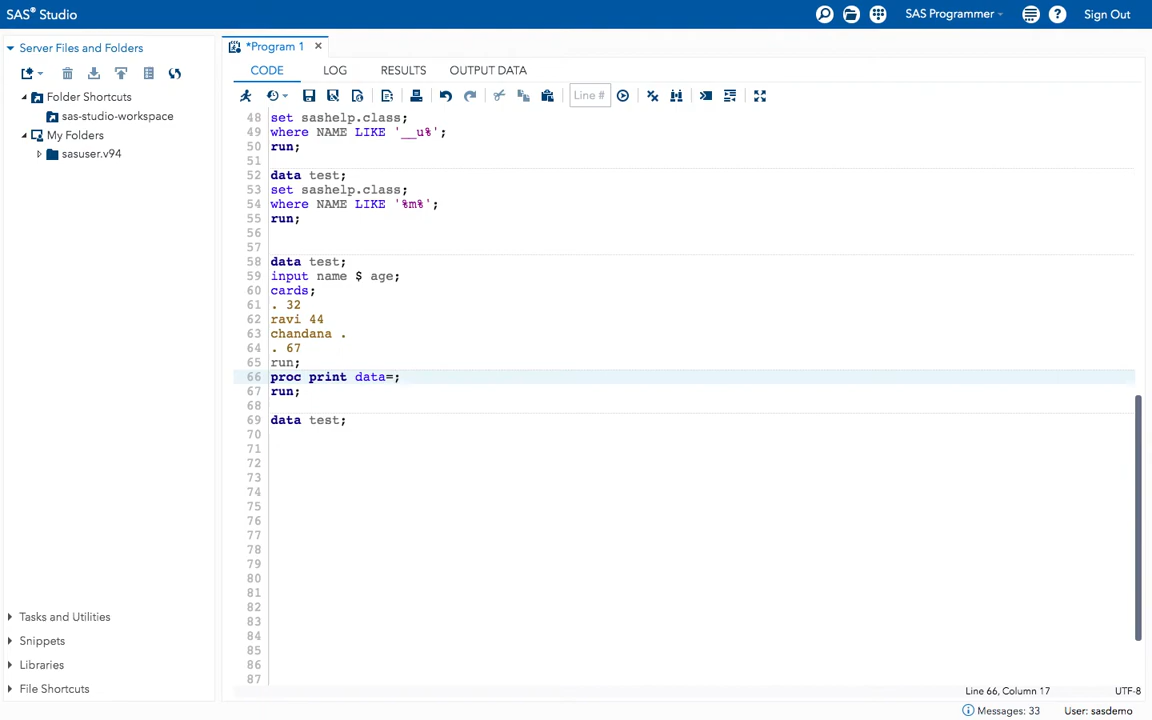 SAS® Studio
SAS Programmer
Sign Out
Server Files and Folders
Folder Shortcuts
sas-studio-workspace
My Folders
sasuser.v94
Tasks and Utilities
Snippets
Libraries
File Shortcuts
*Program 1
CODE LOG RESULTS OUTPUT DATA
Line #
48 set sashelp.class;
49 where NAME LIKE '__u%';
50 run;
51
52 data test;
53 set sashelp.class;
54 where NAME LIKE '%m%';
55 run;
56
57
58 data test;
59 input name $ age;
60 cards;
61 . 32
62 ravi 44
63 chandana .
64 . 67
65 run;
66 proc print data=;
67 run;
68
69 data test;
70
71
72
73
74
75
76
77
78
79
80
81
82
83
84
85
86
87
Line 66, Column 17 UTF-8
Messages: 33 User: sasdemo